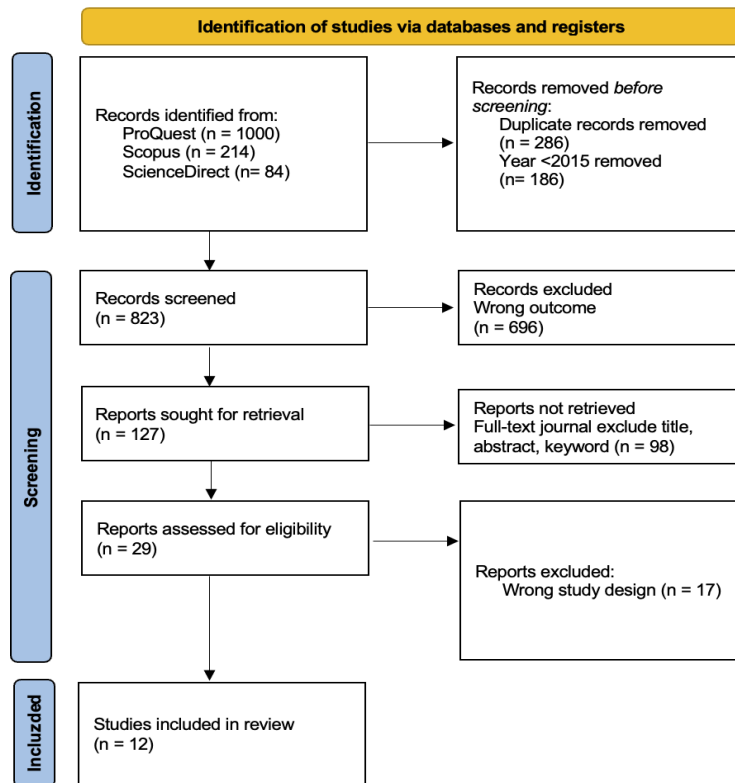 Identification of studies via databases and registers
Identification
Records identified from:
ProQuest (n = 1000)
Scopus (n = 214)
ScienceDirect (n= 84)
Records removed before
screening:
Duplicate records removed
(n = 286)
Year <2015 removed
(n= 186)
Screening
Records screened
(n = 823)
Records excluded
Wrong outcome
(n = 696)
Reports sought for retrieval
(n = 127)
Reports not retrieved
Full-text journal exclude title,
abstract, keyword (n = 98)
Reports assessed for eligibility
(n = 29)
Reports excluded:
Wrong study design (n = 17)
Incluzded
Studies included in review
(n = 12)